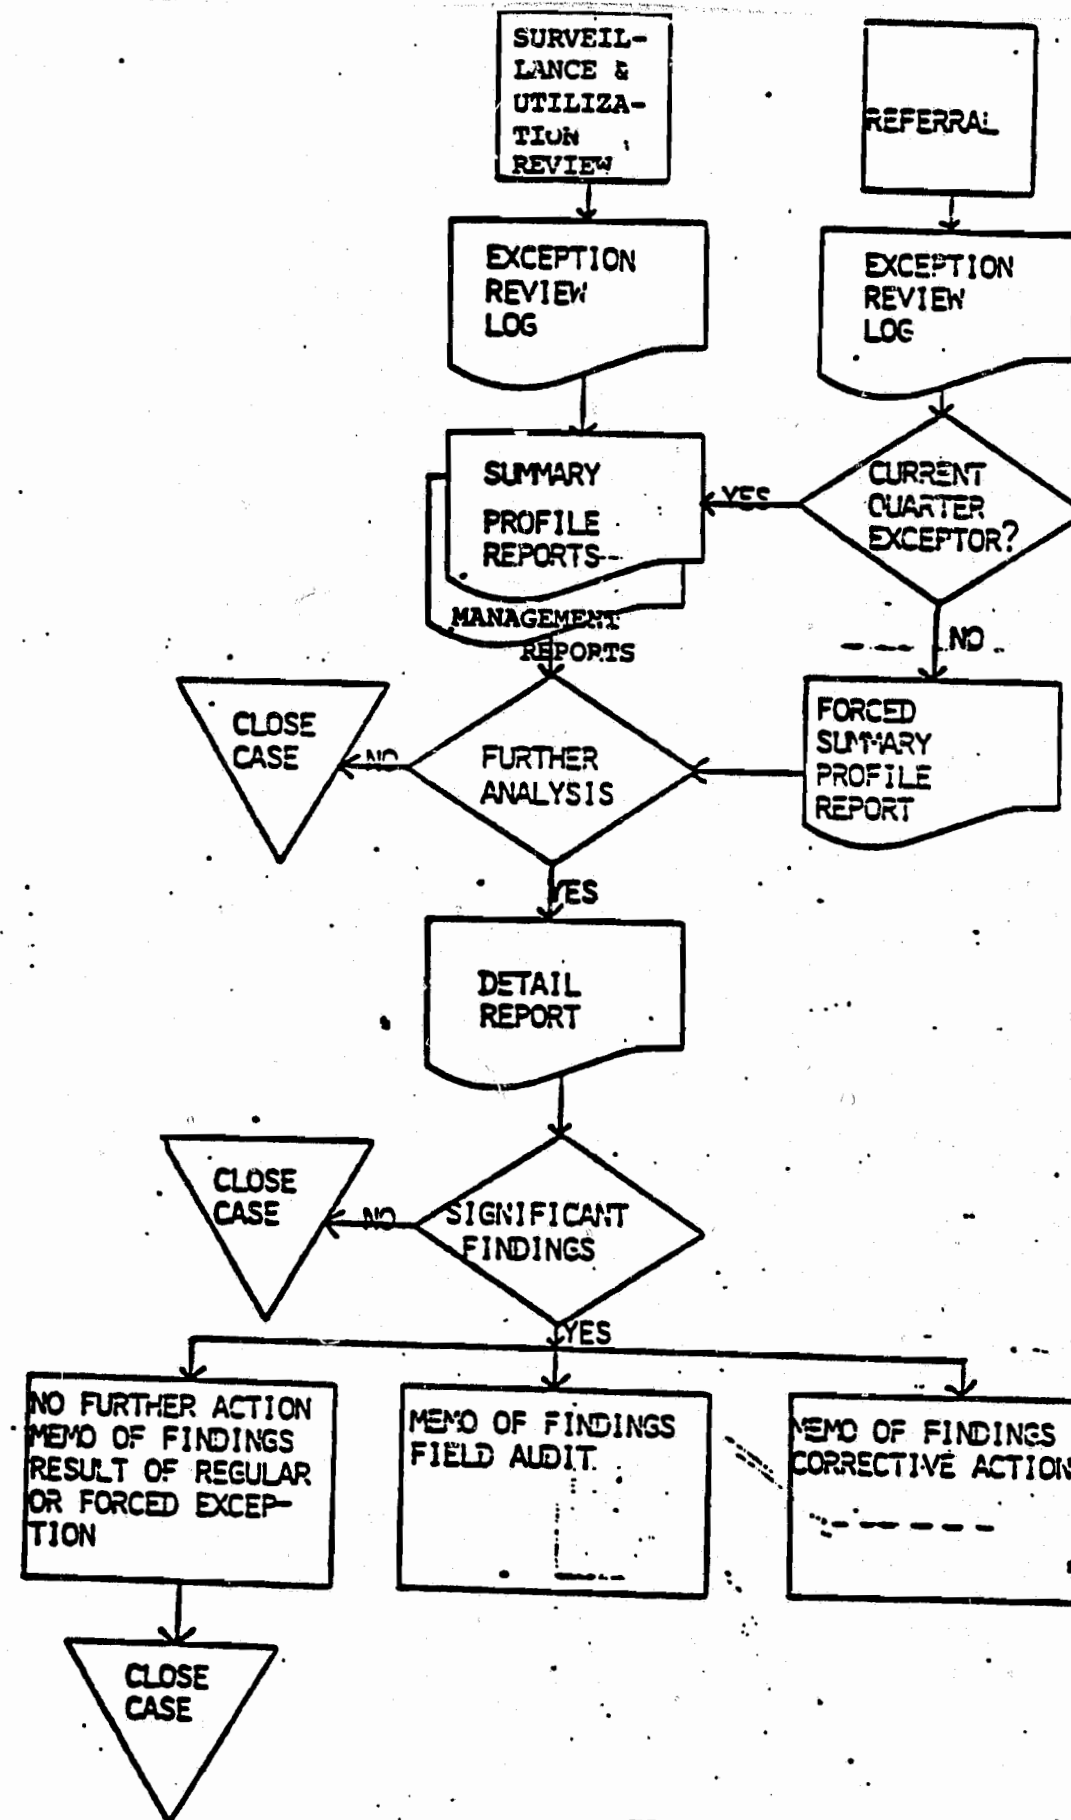 SURVEIL-
LANCE &
UTILIZA-
TION
REVIEW
REFERRAL
EXCEPTION
REVIEW
LOG
EXCEPTION
REVIEW
LOG
SUMMARY
PROFILE
REPORTS
MANAGEMENT
REPORTS
YES
CURRENT
QUARTER
EXCEPTOR?
NO
CLOSE
CASE
NO
FURTHER
ANALYSIS
FORCED
SUMMARY
PROFILE
REPORT
YES
DETAIL
REPORT
CLOSE
CASE
NO
SIGNIFICANT
FINDINGS
YES
NO FURTHER ACTION
MEMO OF FINDINGS
RESULT OF REGULAR
OR FORCED EXCEP-
TION
MEMO OF FINDINGS
FIELD AUDIT
MEMO OF FINDINGS
CORRECTIVE ACTION
CLOSE
CASE